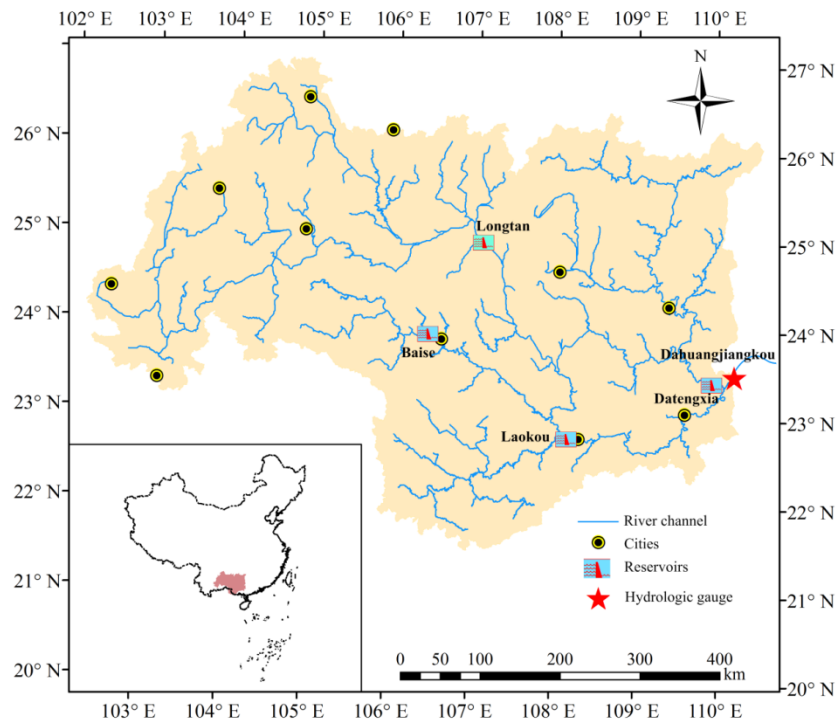 102 E 103 E 104 E 105 E 106 E 107 E 108 E 109 E 110 E
27° N
26° N
26° N
25° N
25° N
24° N
24° N
23° N
23° N
22° N
22° N
21° N
21° N
20° N
20° N
N
Longtan
Baise
Dahuangjiangkou
Datengxia
Laokou
River channel
Cities
Reservoirs
Hydrologic gauge
0 50 100 200 300 400
km
103 E 104 E 105 E 106 E 107 E 108 E 109 E 110 E